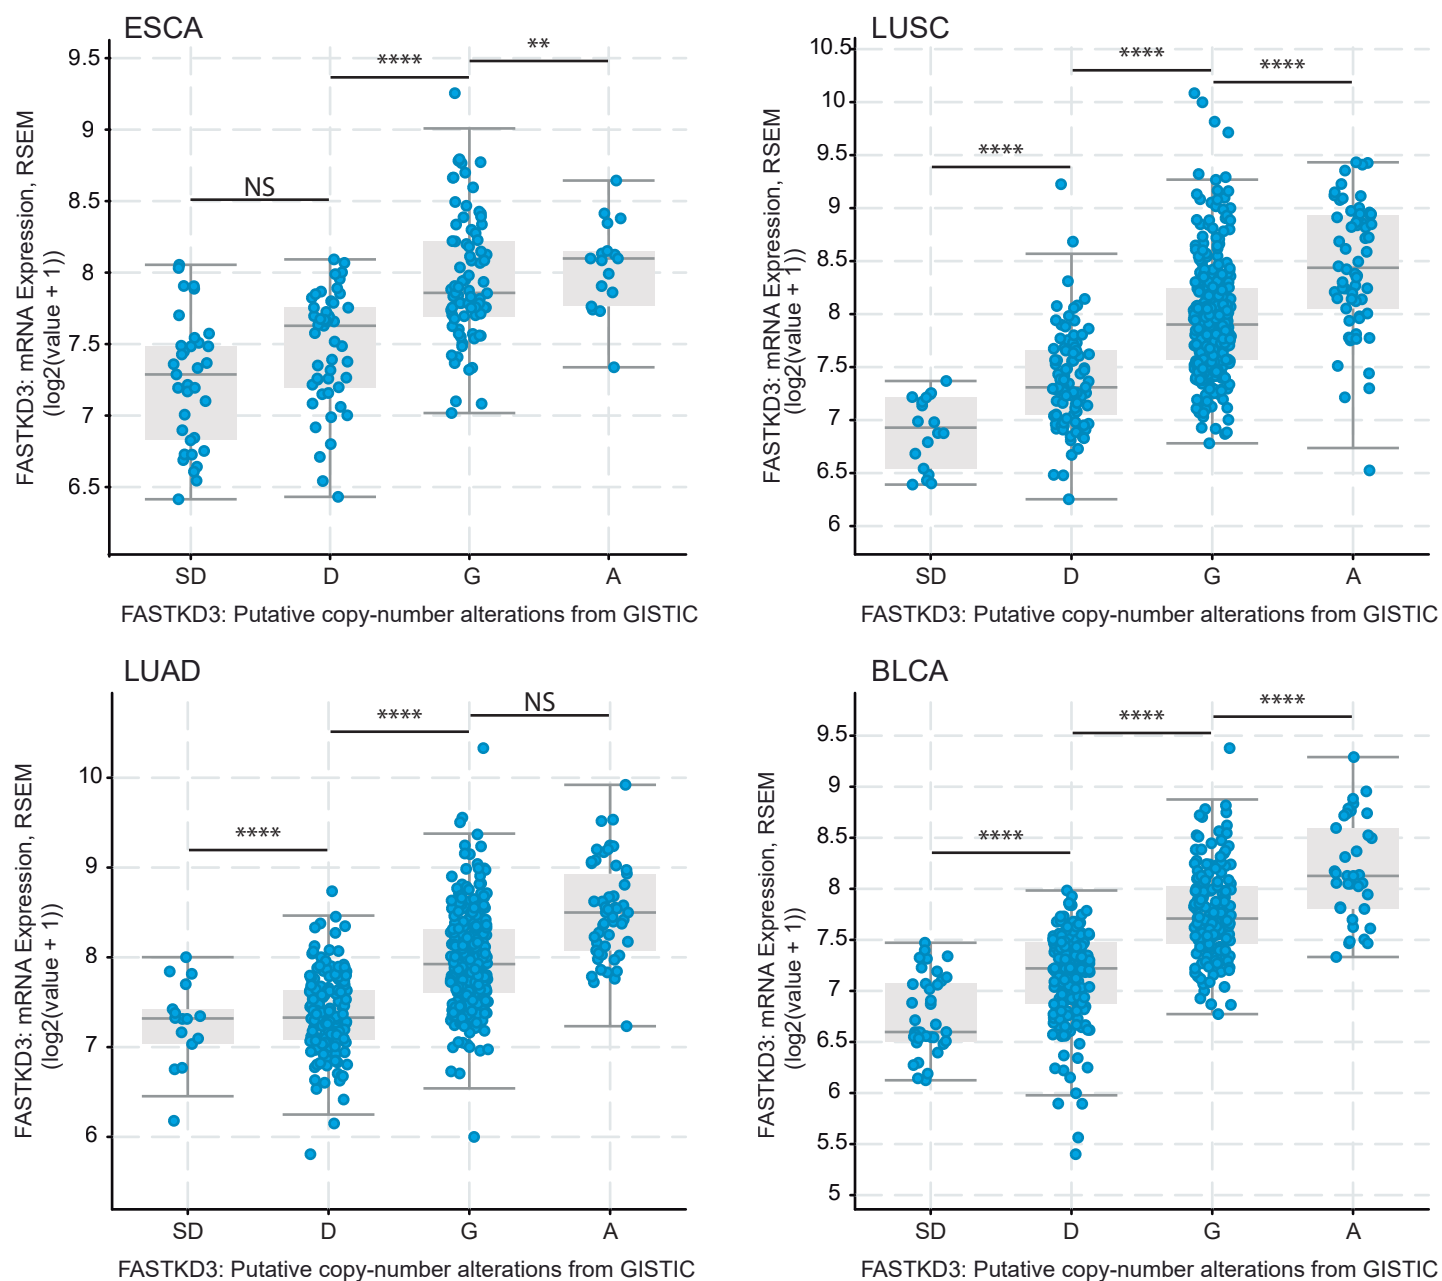 ESCA
FASTKD3: mRNA Expression, RSEM
(log2(value + 1))
9.5
9
8.5
8
7.5
7
6.5
NS
****
**
SD D G A
FASTKD3: Putative copy-number alterations from GISTIC
LUSC
FASTKD3: mRNA Expression, RSEM
(log2(value + 1))
10.5
10
9.5
9
8.5
8
7.5
7
6.5
6
****
****
****
SD D G A
FASTKD3: Putative copy-number alterations from GISTIC
LUAD
FASTKD3: mRNA Expression, RSEM
(log2(value + 1))
10
9
8
7
6
****
****
NS
SD D G A
FASTKD3: Putative copy-number alterations from GISTIC
BLCA
FASTKD3: mRNA Expression, RSEM
(log2(value + 1))
9.5
9
8.5
8
7.5
7
6.5
6
5.5
5
****
****
****
SD D G A
FASTKD3: Putative copy-number alterations from GISTIC